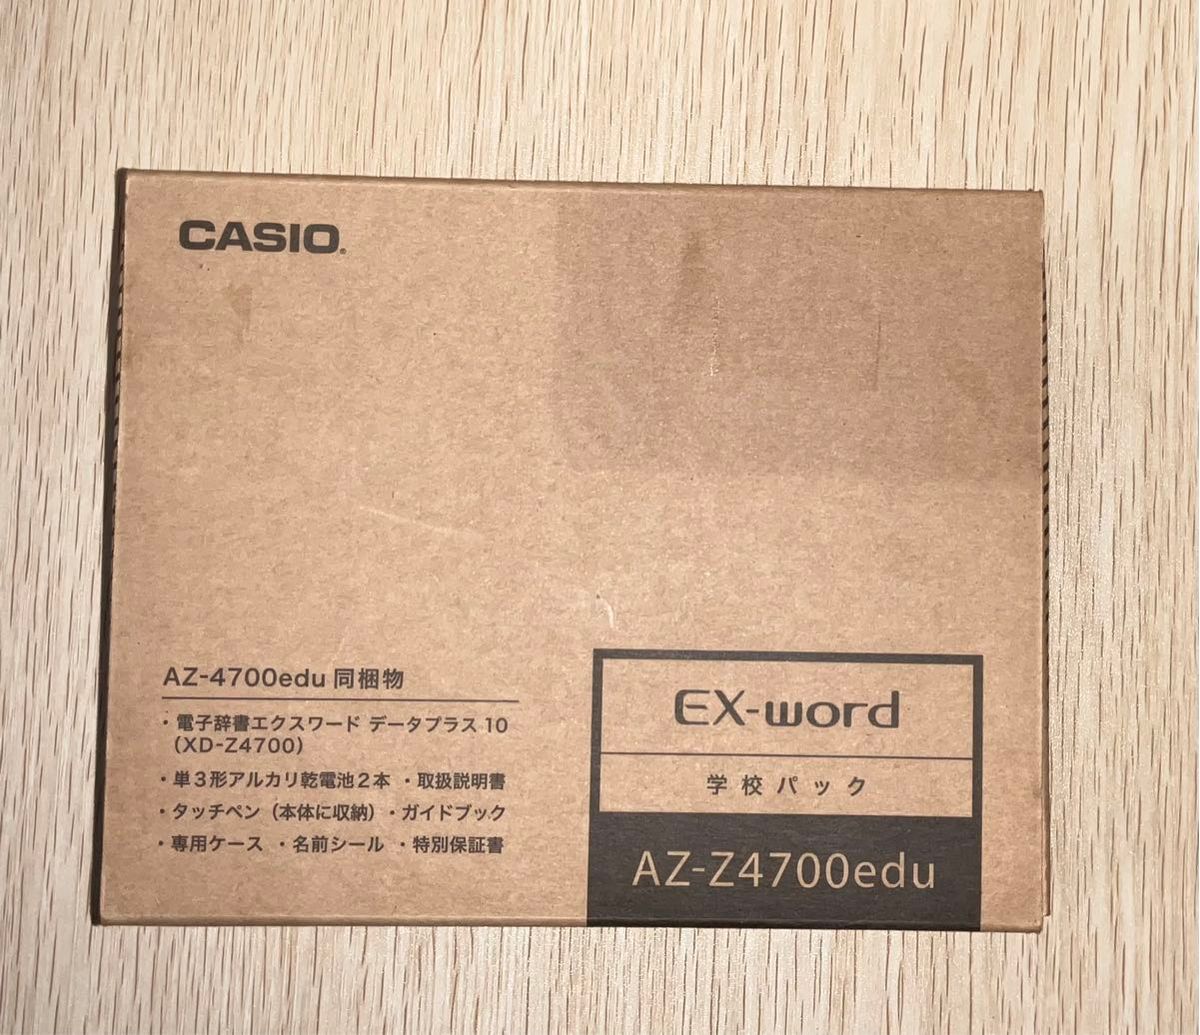 CASIO®
AZ-4700edu 同梱物
・電子辞書エクスワード データプラス 10
（XD-Z4700）
・単3形アルカリ乾電池2本 ・取扱説明書
・タッチペン（本体に収納）・ガイドブック
・専用ケース ・名前シール ・特別保証書
EX-word
学校パック
AZ-Z4700edu